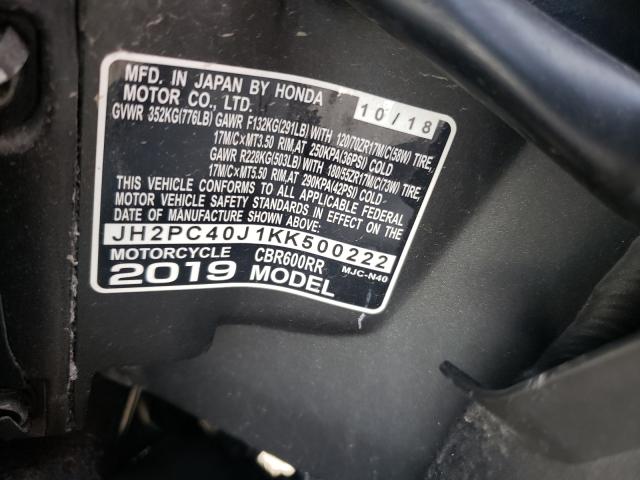 MFD. IN JAPAN BY HONDA
MOTOR CO., LTD. 10/18
GVWR 352KG(776LB) GAWR F132KG(291LB) WITH 120/70ZR17M/C(58W) TIRE,
17M/C×MT3.50 RIM,AT 250KPA(36PSI) COLD
GAWR R228KG(503LB) WITH 180/55ZR17M/C(73W) TIRE,
17M/C×MT5.50 RIM,AT 290KPA(42PSI) COLD
THIS VEHICLE CONFORMS TO ALL APPLICABLE FEDERAL
MOTOR VEHICLE SAFETY STANDARDS IN EFFECT ON THE
DATE OF MANUFACTURE SHOWN ABOVE:
JH2PC40J1KK500222
MOTORCYCLE CBR600RR MJC-N40
2019 MODEL